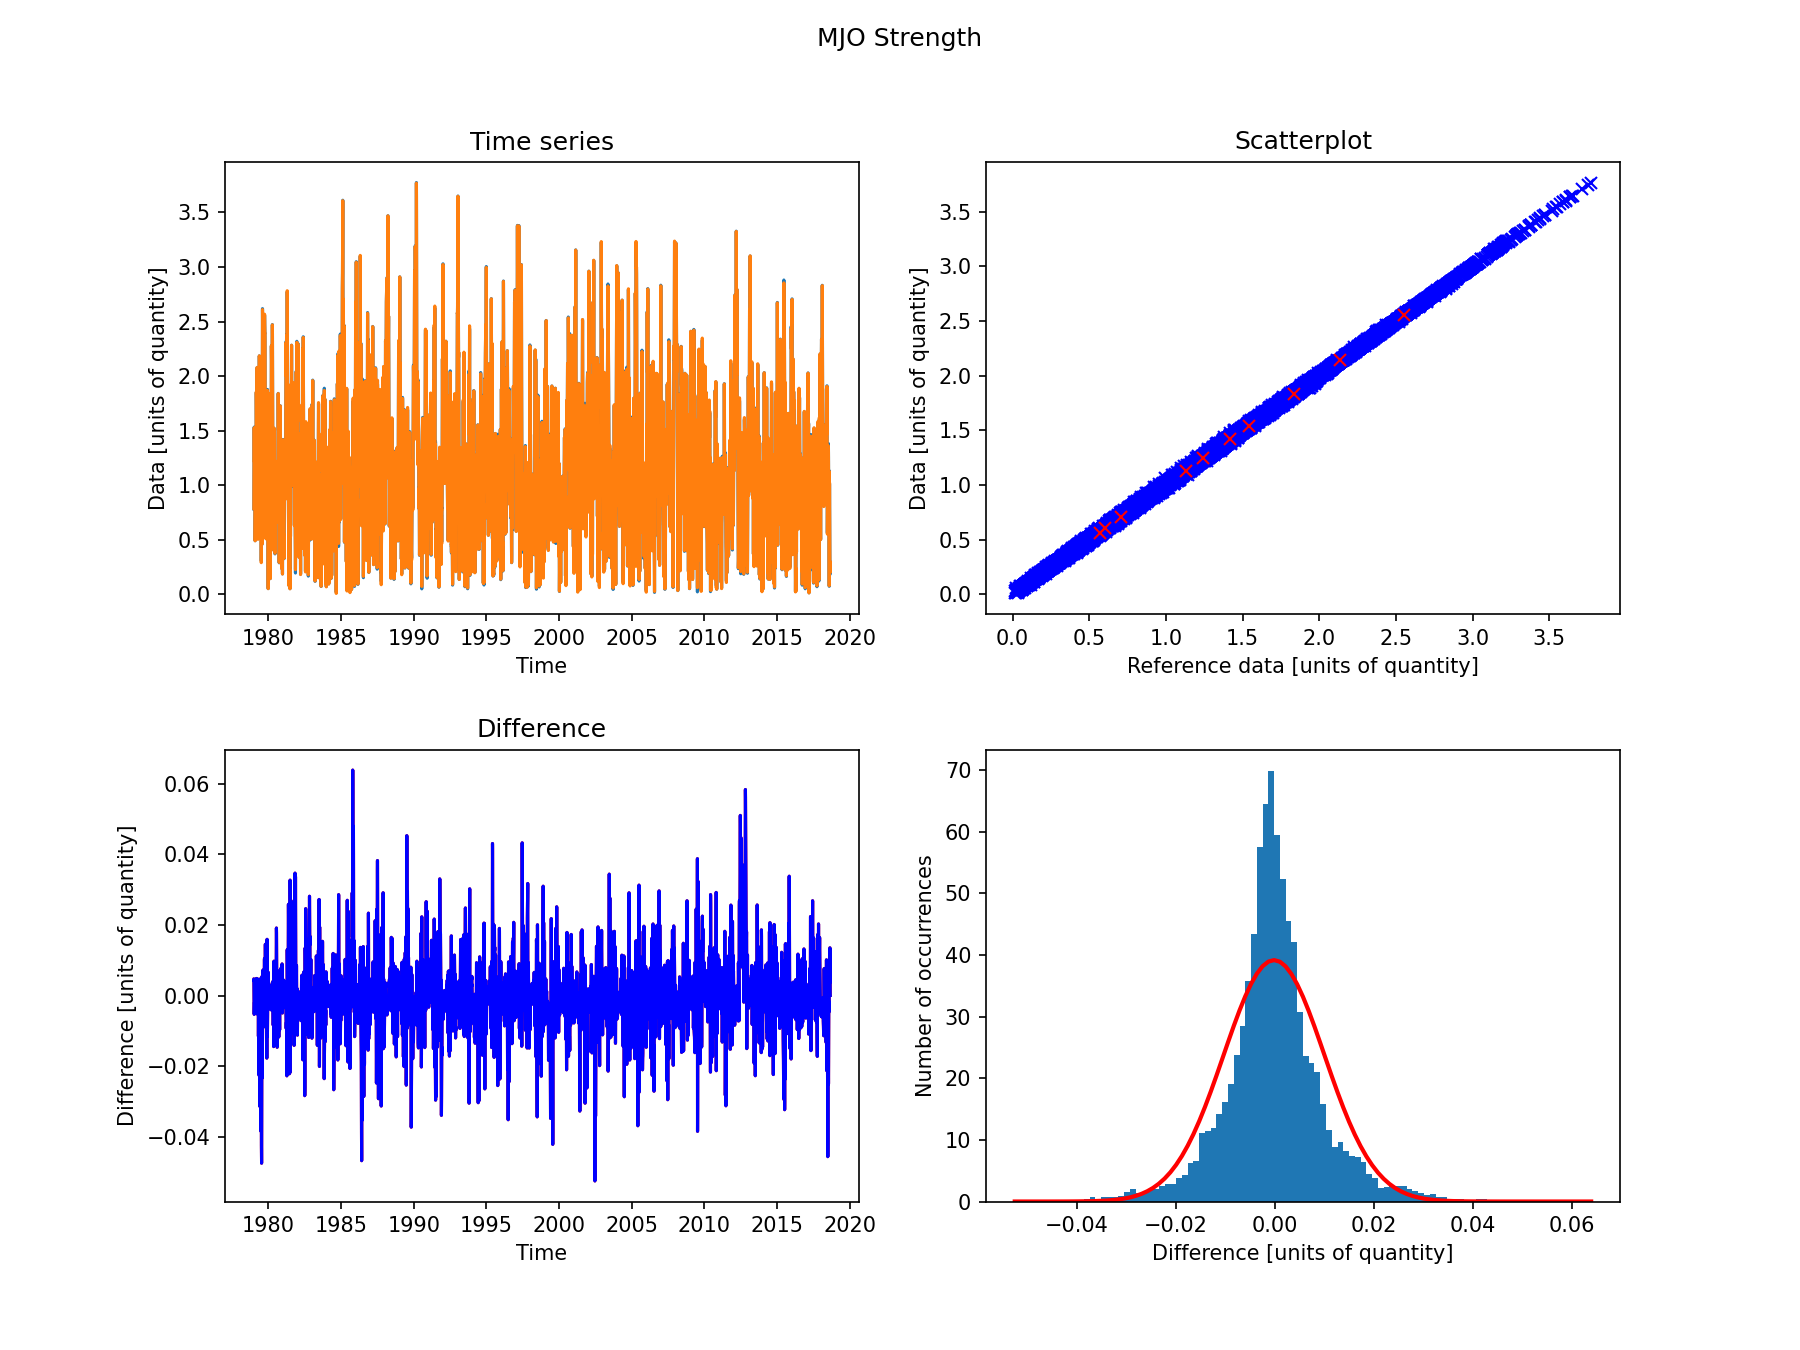 MJO Strength
Time series
Data [units of quantity]
3.5
3.0
2.5
2.0
1.5
1.0
0.5
0.0
1980 1985 1990 1995 2000 2005 2010 2015 2020
Time
Scatterplot
Data [units of quantity]
3.5
3.0
2.5
2.0
1.5
1.0
0.5
0.0
0.0 0.5 1.0 1.5 2.0 2.5 3.0 3.5
Reference data [units of quantity]
Difference
Difference [units of quantity]
0.06
0.04
0.02
0.00
−0.02
−0.04
1980 1985 1990 1995 2000 2005 2010 2015 2020
Time
Number of occurrences
70
60
50
40
30
20
10
0
−0.04 −0.02 0.00 0.02 0.04 0.06
Difference [units of quantity]